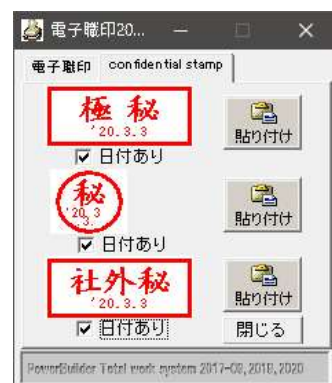 電子職印20...
電子職印 confidential stamp
極秘
'20.3.3
貼り付け
日付あり
秘
'20.3
.3.
貼り付け
日付あり
社外秘
'20.3.3
貼り付け
日付あり
閉じる
PowerBuilder Total work system 2017-09,2018,2020